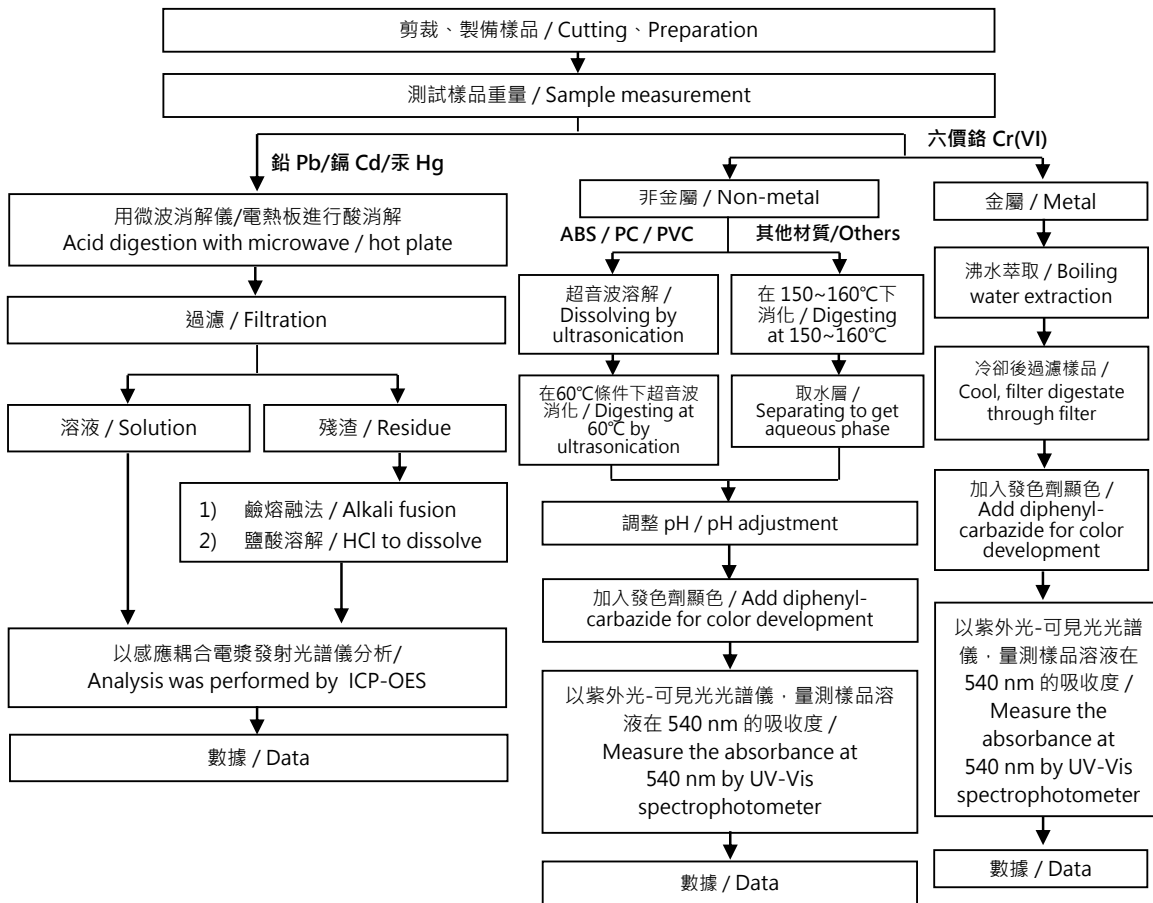 剪裁、製備樣品 / Cutting、Preparation
測試樣品重量 / Sample measurement
鉛 Pb/鎘 Cd/汞 Hg
六價鉻 Cr(VI)
用微波消解儀/電熱板進行酸消解
Acid digestion with microwave / hot plate
過濾 / Filtration
溶液 / Solution
殘渣 / Residue
1) 鹼熔融法 / Alkali fusion
2) 鹽酸溶解 / HCl to dissolve
以感應耦合電漿發射光譜儀分析/
Analysis was performed by ICP-OES
數據 / Data
非金屬 / Non-metal
ABS / PC / PVC
其他材質/Others
超音波溶解 /
Dissolving by
ultrasonication
在 150~160℃下
消化 / Digesting
at 150~160℃
在60℃條件下超音波
消化 / Digesting at
60℃ by
ultrasonication
取水層 /
Separating to get
aqueous phase
調整 pH / pH adjustment
加入發色劑顯色 / Add diphenyl-
carbazide for color development
以紫外光-可見光光譜儀，量測樣品溶
液在 540 nm 的吸收度 /
Measure the absorbance at
540 nm by UV-Vis
spectrophotometer
數據 / Data
金屬 / Metal
沸水萃取 / Boiling
water extraction
冷卻後過濾樣品 /
Cool, filter digestate
through filter
加入發色劑顯色 /
Add diphenyl-
carbazide for color
development
以紫外光-可見光光譜
儀，量測樣品溶液在
540 nm 的吸收度 /
Measure the
absorbance at
540 nm by UV-Vis
spectrophotometer
數據 / Data